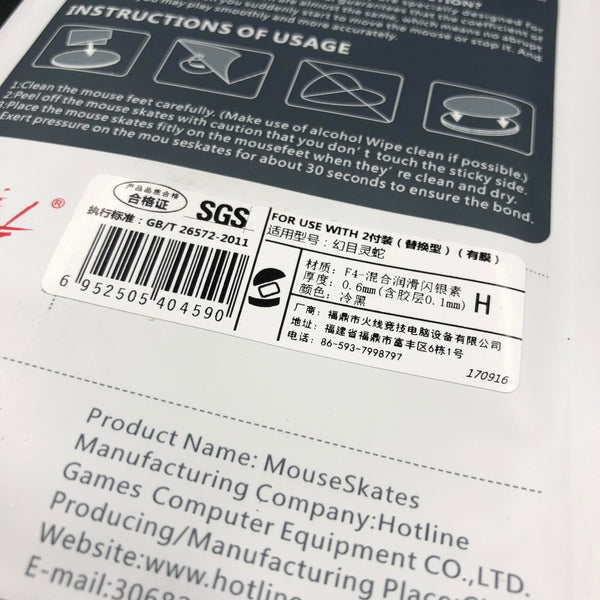 INSTRUCTIONS OF USAGE
1:Clean the mouse feet carefully. (Make use of alcohol Wipe clean if possible.)
2:Peel off the mouse skates with caution that you don't touch the sticky side.
3:Place the mouse skates fitly on the mousefeet when they're clean and dry.
Exert pressure on the mou seskates for about 30 seconds to ensure the bond.
®
产品品质合格
合格证
SGS
执行标准:GB/T 26572-2011
6 952505 404590
FOR USE WITH 2付装(替换型)(有膜)
适用型号:幻目灵蛇
材质:F4-混合润滑闪银素
厚度:0.6mm(含胶层0.1mm)
颜色:冷黑
H
厂商:福鼎市火线竞技电脑设备有限公司
地址:福建省福鼎市富丰区6栋1号
电话:86-593-7998797
170916
Product Name: MouseSkates
Manufacturing Company:Hotline
Games Computer Equipment CO.,LTD.
Producing/Manufacturing Place:
Website:www.hotlin
E-mail:3068